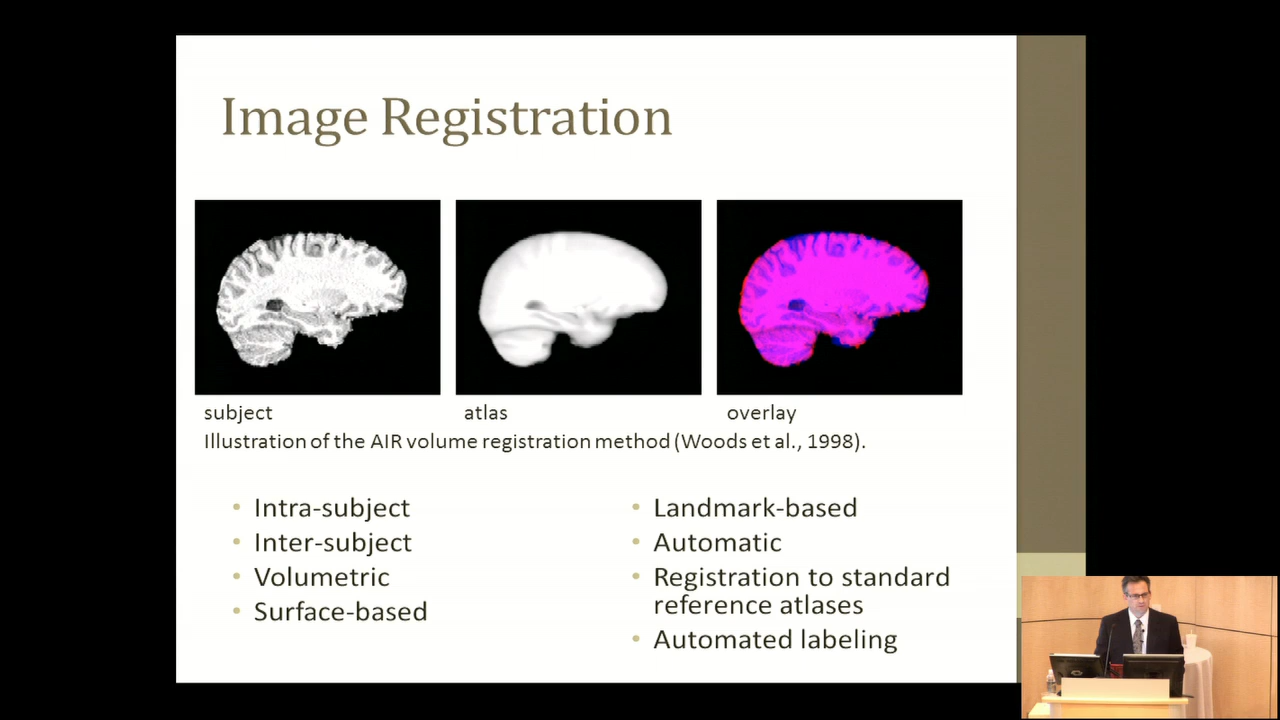 Image Registration
subject
atlas
overlay
Illustration of the AIR volume registration method (Woods et al., 1998).
• Intra-subject
• Inter-subject
• Volumetric
• Surface-based
• Landmark-based
• Automatic
• Registration to standard
reference atlases
• Automated labeling